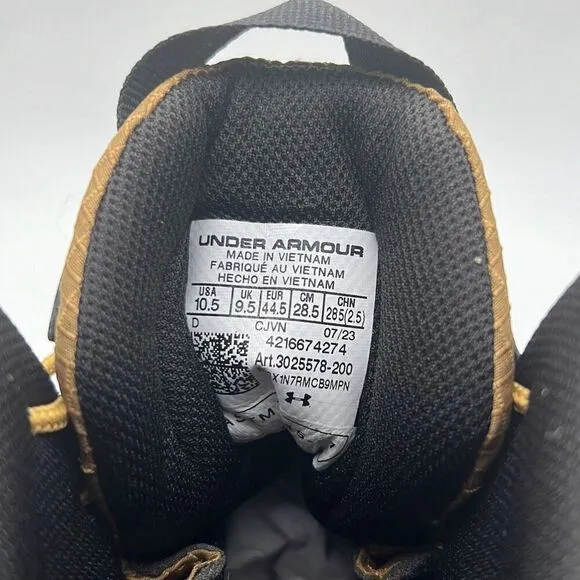 UNDER ARMOUR
MADE IN VIETNAM
FABRIQUÉ AU VIETNAM
HECHO EN VIETNAM
USA UK EUR CM CHN
10.5 9.5 44.5 28.5 285(2.5)
D CJVN 07/23
4216674274
Art.3025578-200
X1N7RMCB9MPN